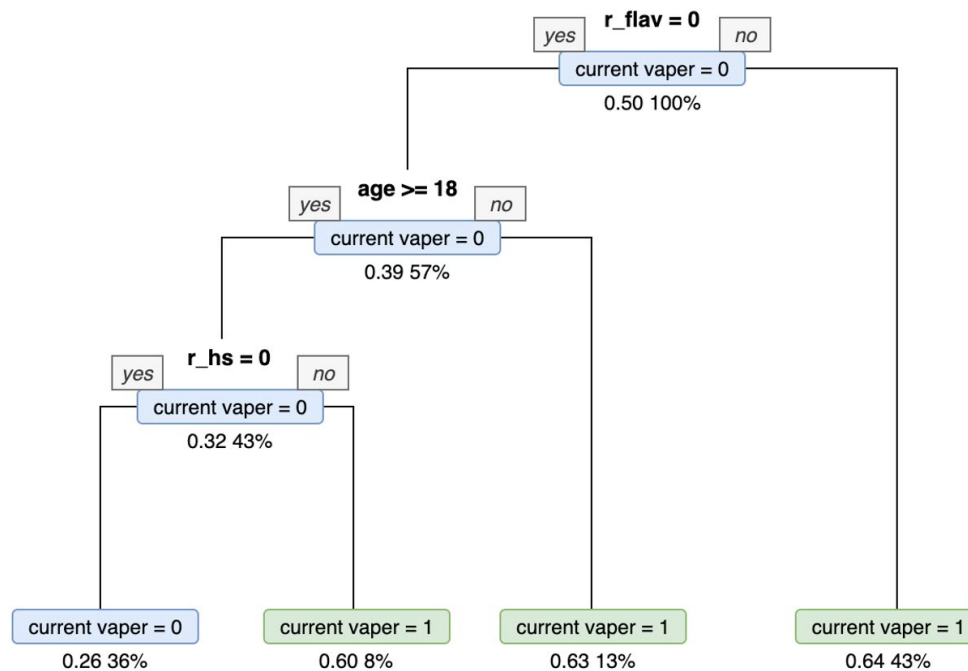 r_flav = 0
yes
no
current vaper = 0
0.50 100%
age >= 18
yes
no
current vaper = 0
0.39 57%
r_hs = 0
yes
no
current vaper = 0
0.32 43%
current vaper = 0
current vaper = 1
current vaper = 1
current vaper = 1
0.26 36%
0.60 8%
0.63 13%
0.64 43%